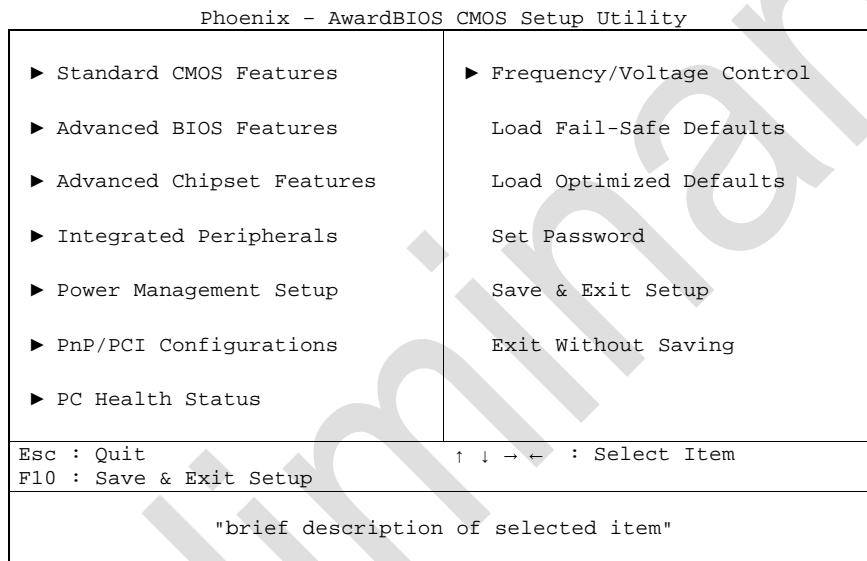 Phoenix – AwardBIOS CMOS Setup Utility
► Standard CMOS Features
► Advanced BIOS Features
► Advanced Chipset Features
► Integrated Peripherals
► Power Management Setup
► PnP/PCI Configurations
► PC Health Status
► Frequency/Voltage Control
Load Fail-Safe Defaults
Load Optimized Defaults
Set Password
Save & Exit Setup
Exit Without Saving
Esc : Quit
↑ ↓ → ← : Select Item
F10 : Save & Exit Setup
"brief description of selected item"